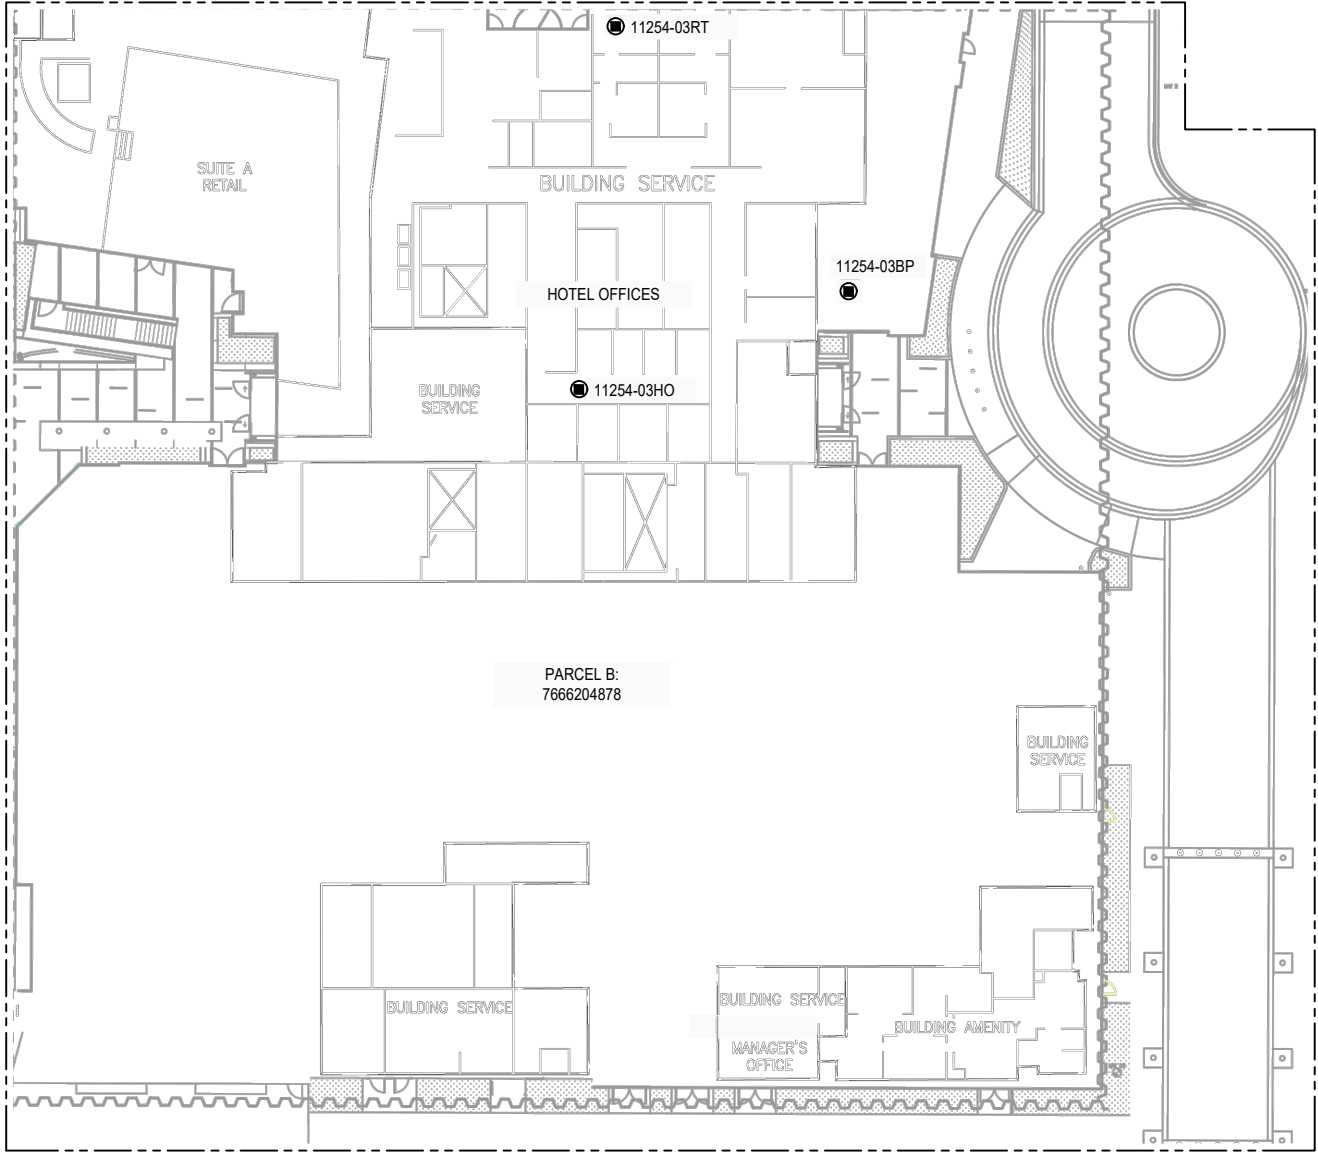 11254-03RT
SUITE A
RETAIL
BUILDING SERVICE
11254-03BP
HOTEL OFFICES
BUILDING
SERVICE
11254-03HO
PARCEL B:
7666204878
BUILDING
SERVICE
BUILDING SERVICE
BUILDING SERVICE
BUILDING AMENITY
MANAGER'S
OFFICE